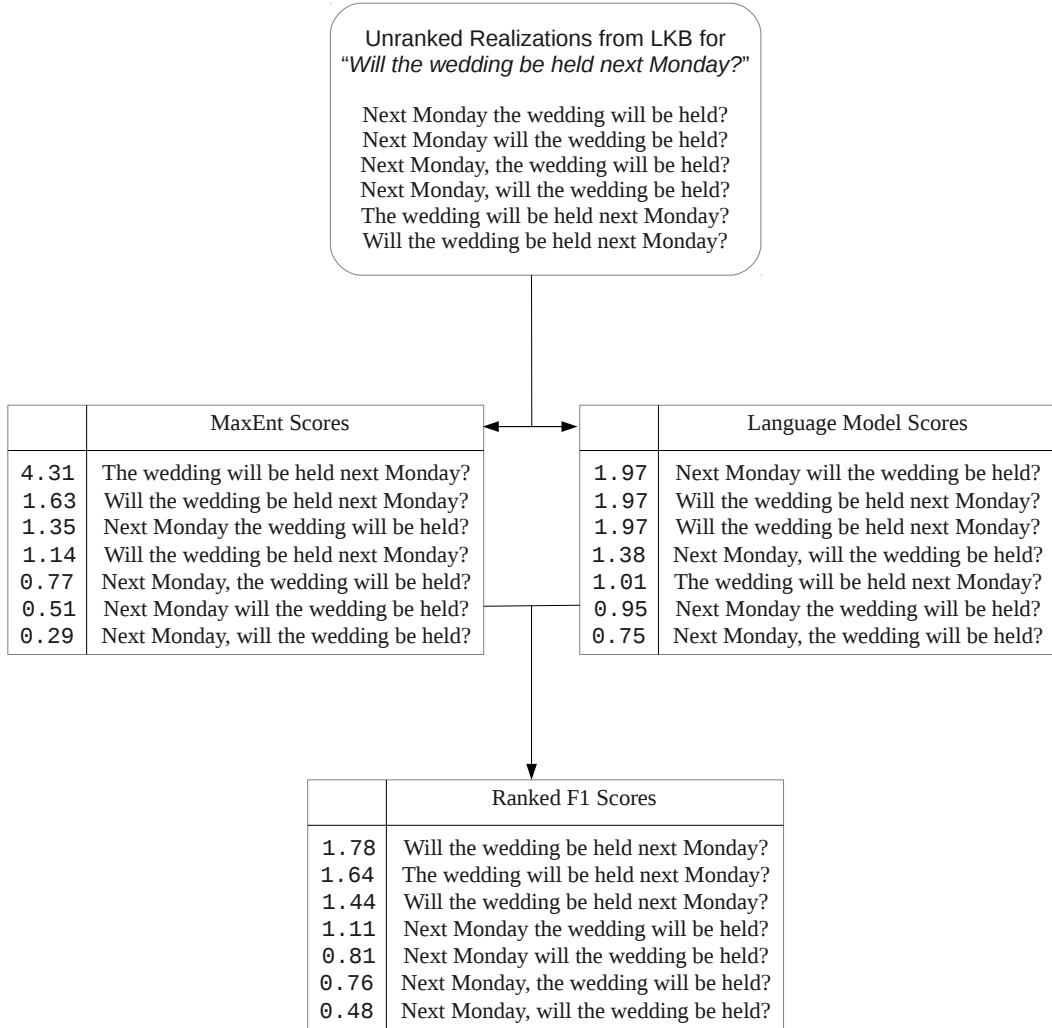 Unranked Realizations from LKB for
“Will the wedding be held next Monday?”
Next Monday the wedding will be held?
Next Monday will the wedding be held?
Next Monday, the wedding will be held?
Next Monday, will the wedding be held?
The wedding will be held next Monday?
Will the wedding be held next Monday?
MaxEnt Scores
4.31 The wedding will be held next Monday?
1.63 Will the wedding be held next Monday?
1.35 Next Monday the wedding will be held?
1.14 Will the wedding be held next Monday?
0.77 Next Monday, the wedding will be held?
0.51 Next Monday will the wedding be held?
0.29 Next Monday, will the wedding be held?
Language Model Scores
1.97 Next Monday will the wedding be held?
1.97 Will the wedding be held next Monday?
1.97 Will the wedding be held next Monday?
1.38 Next Monday, will the wedding be held?
1.01 The wedding will be held next Monday?
0.95 Next Monday the wedding will be held?
0.75 Next Monday, the wedding will be held?
Ranked F1 Scores
1.78 Will the wedding be held next Monday?
1.64 The wedding will be held next Monday?
1.44 Will the wedding be held next Monday?
1.11 Next Monday the wedding will be held?
0.81 Next Monday will the wedding be held?
0.76 Next Monday, the wedding will be held?
0.48 Next Monday, will the wedding be held?